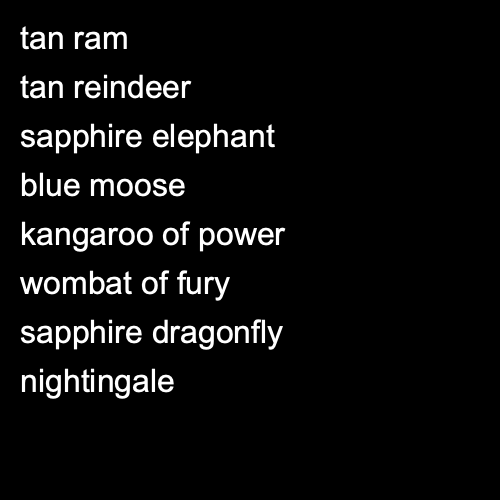 tan ram
tan reindeer
sapphire elephant
blue moose
kangaroo of power
wombat of fury
sapphire dragonfly
nightingale